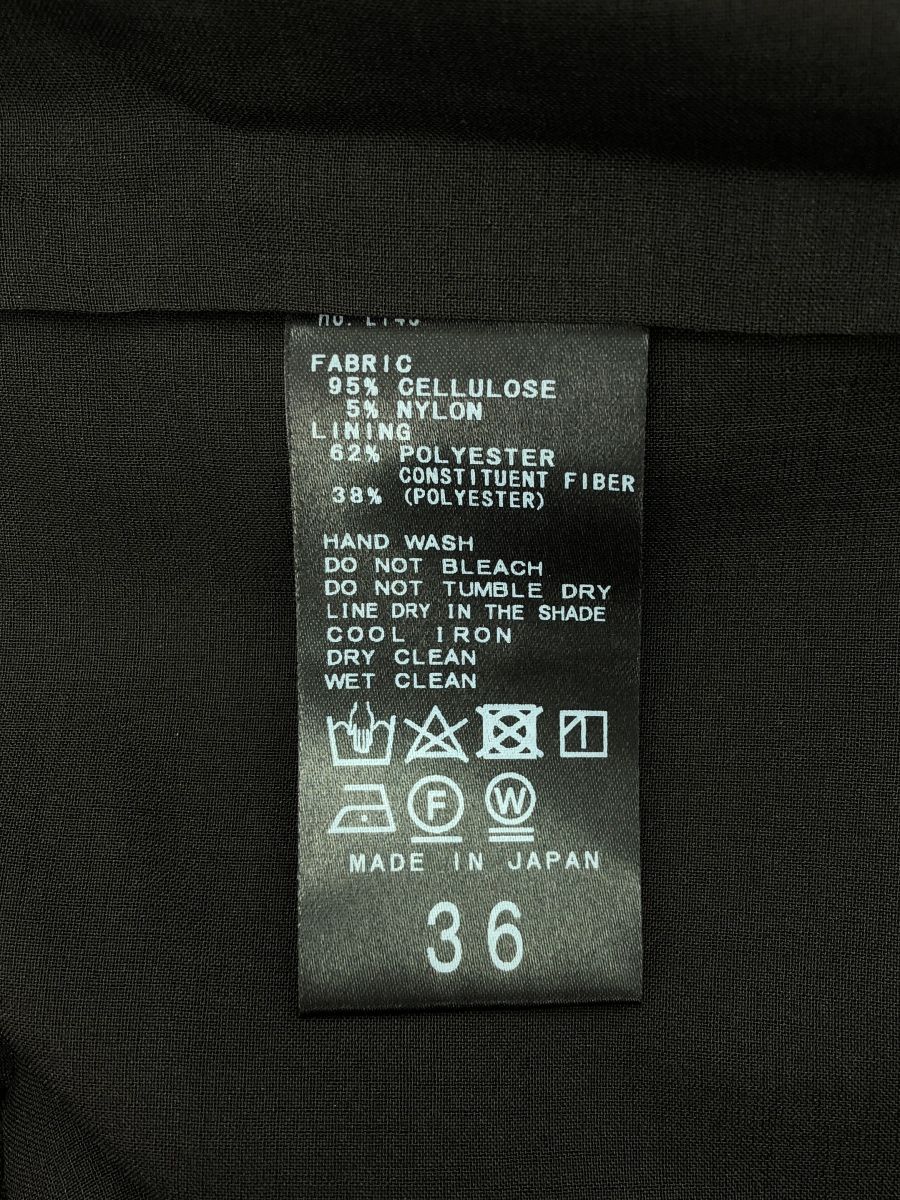 FABRIC
95% CELLULOSE
5% NYLON
LINING
62% POLYESTER
CONSTITUENT FIBER
38% (POLYESTER)
HAND WASH
DO NOT BLEACH
DO NOT TUMBLE DRY
LINE DRY IN THE SHADE
COOL IRON
DRY CLEAN
WET CLEAN
F W
MADE IN JAPAN
36